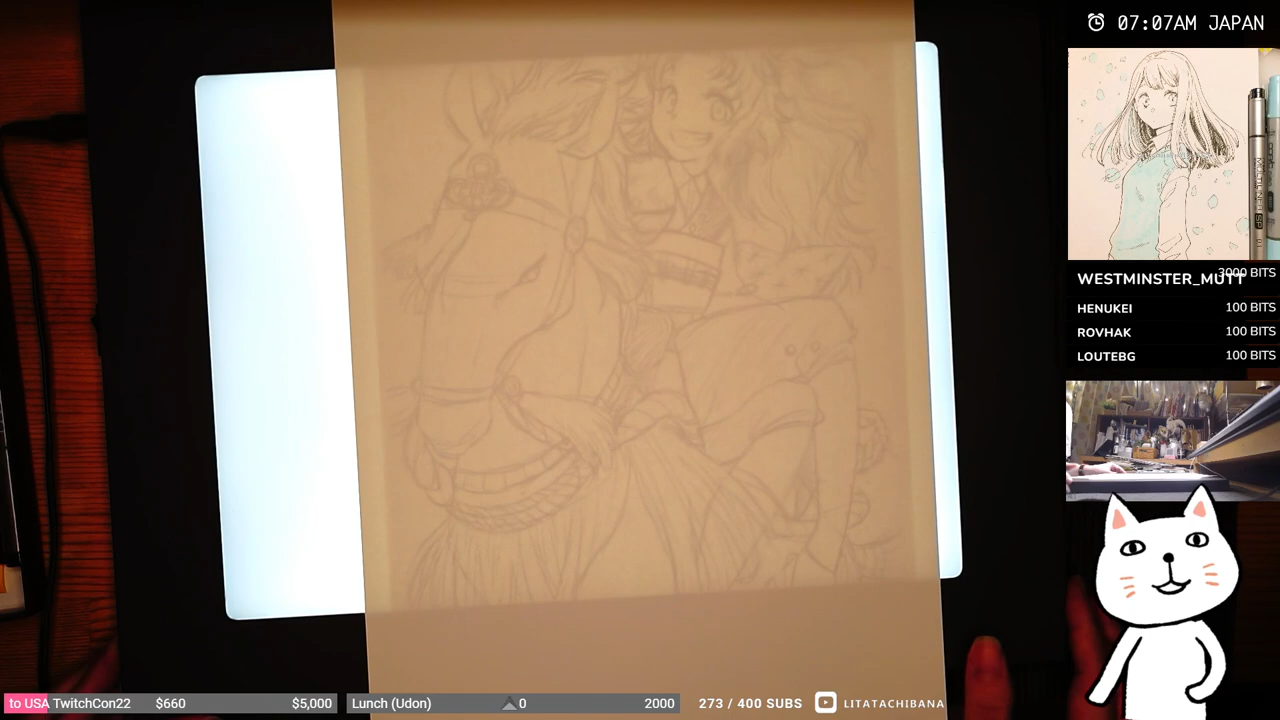 07:07AM JAPAN
3000 BITS
WESTMINSTER_MUTT
HENUKEI 100 BITS
ROVHAK 100 BITS
LOUTEBG 100 BITS
to USA TwitchCon22 $660 $5,000
Lunch (Udon) 0 2000
273 / 400 SUBS
LITATACHIBANA